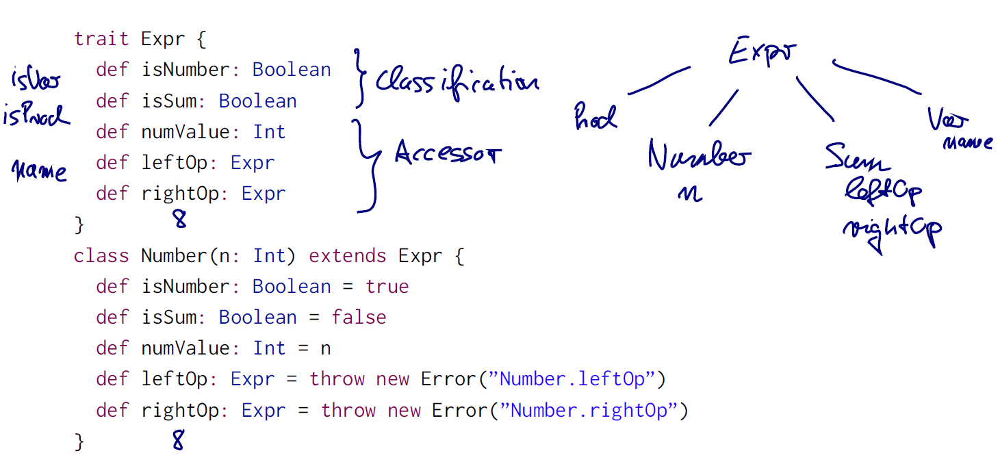 trait Expr {
def isNumber: Boolean
isVar
Classification
def isSum: Boolean
isProd
def numValue: Int
Accessor
def leftOp: Expr
name
def rightOp: Expr
8
}
Expr
Prod
Number
n
Sum
leftOp
rightOp
Var
name
class Number(n: Int) extends Expr {
def isNumber: Boolean = true
def isSum: Boolean = false
def numValue: Int = n
def leftOp: Expr = throw new Error(”Number.leftOp”)
def rightOp: Expr = throw new Error(”Number.rightOp”)
8
}